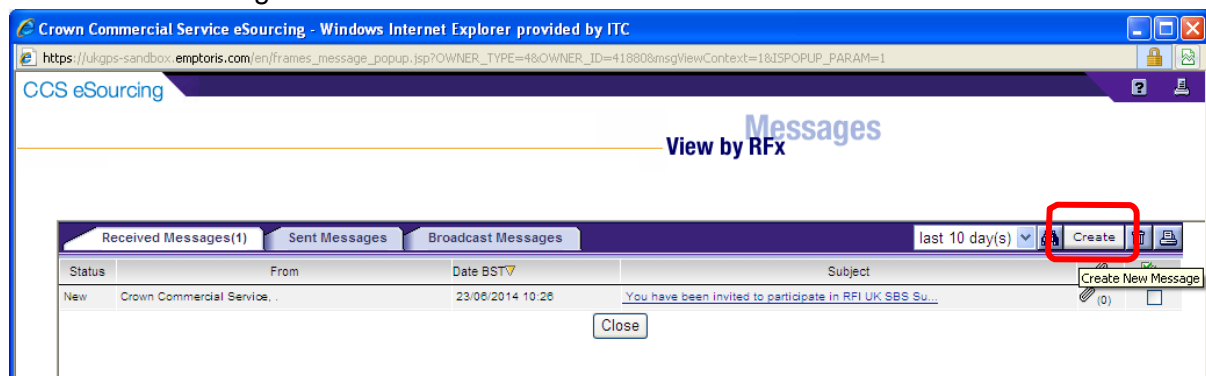 Crown Commercial Service eSourcing - Windows Internet Explorer provided by ITC
https://ukgps-sandbox.emptoris.com/en/frames_message_popup.jsp?OWNER_TYPE=4&OWNER_ID=41880&msgViewContext=1&ISPOPUP_PARAM=1
CCS eSourcing
Messages
View by RFx
Received Messages(1) Sent Messages Broadcast Messages last 10 day(s) Create
Status From Date BST Subject
Create New Message
New Crown Commercial Service, . 23/06/2014 10:26 You have been invited to participate in RFI UK SBS Su... (0)
Close